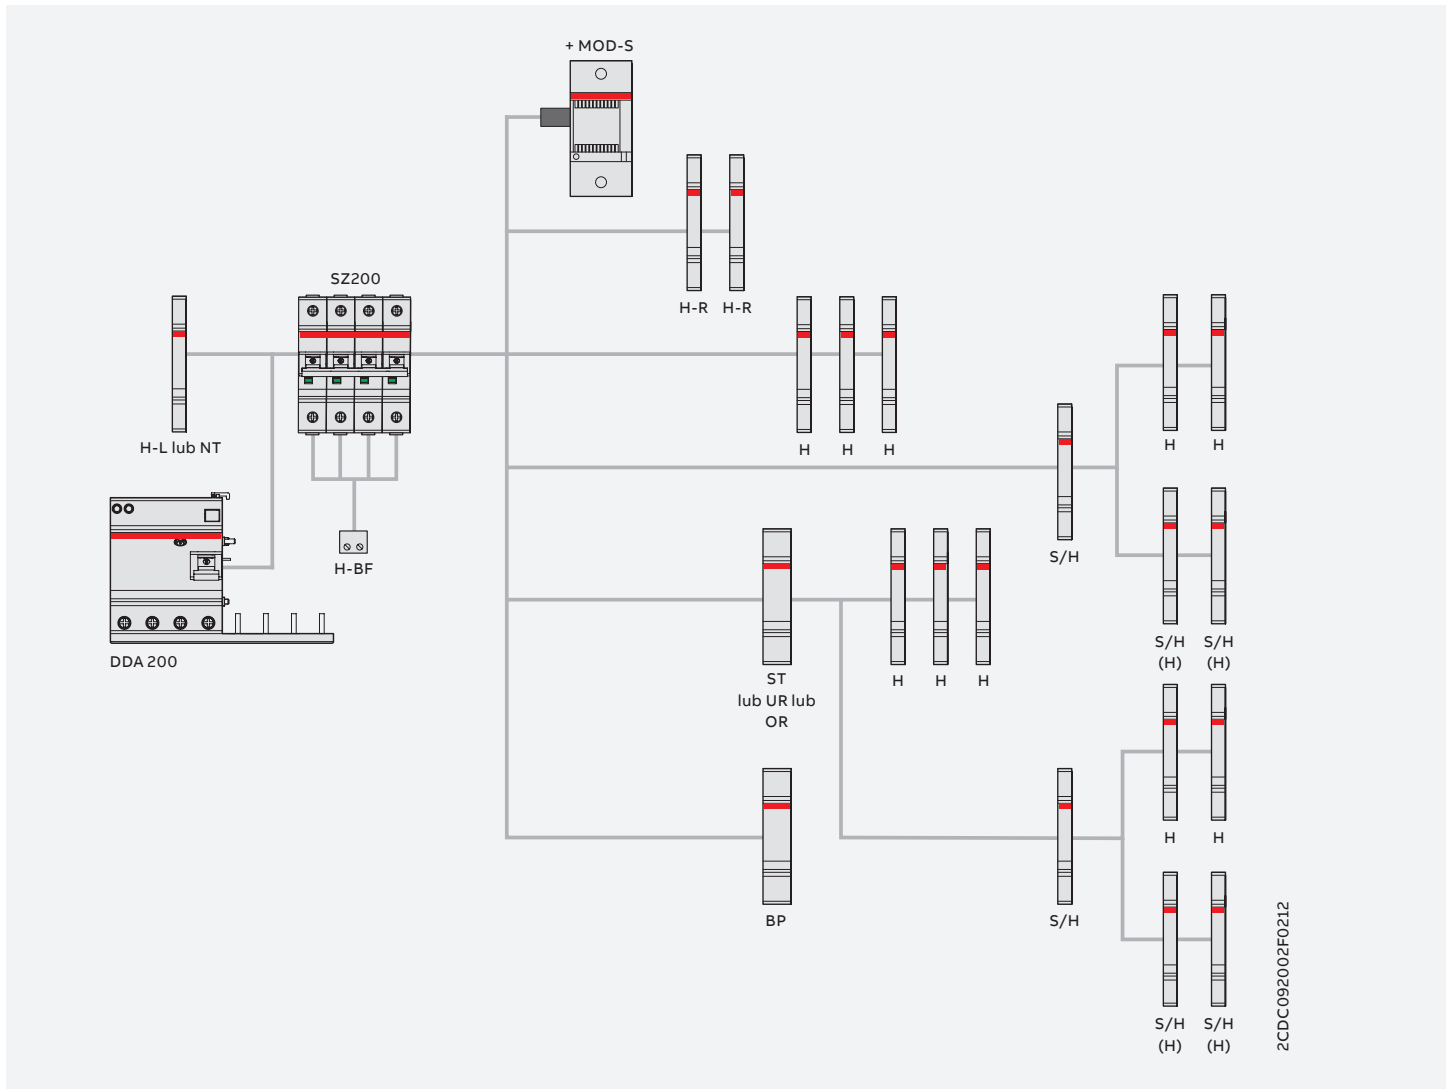 + MOD-S
H-R H-R
SZ200
H-L lub NT
H H H
H H
S/H
H-BF
S/H S/H
(H) (H)
DDA 200
ST
lub UR lub
OR
H H H
H H
BP
S/H
S/H S/H
(H) (H)
2CDC092002F0212